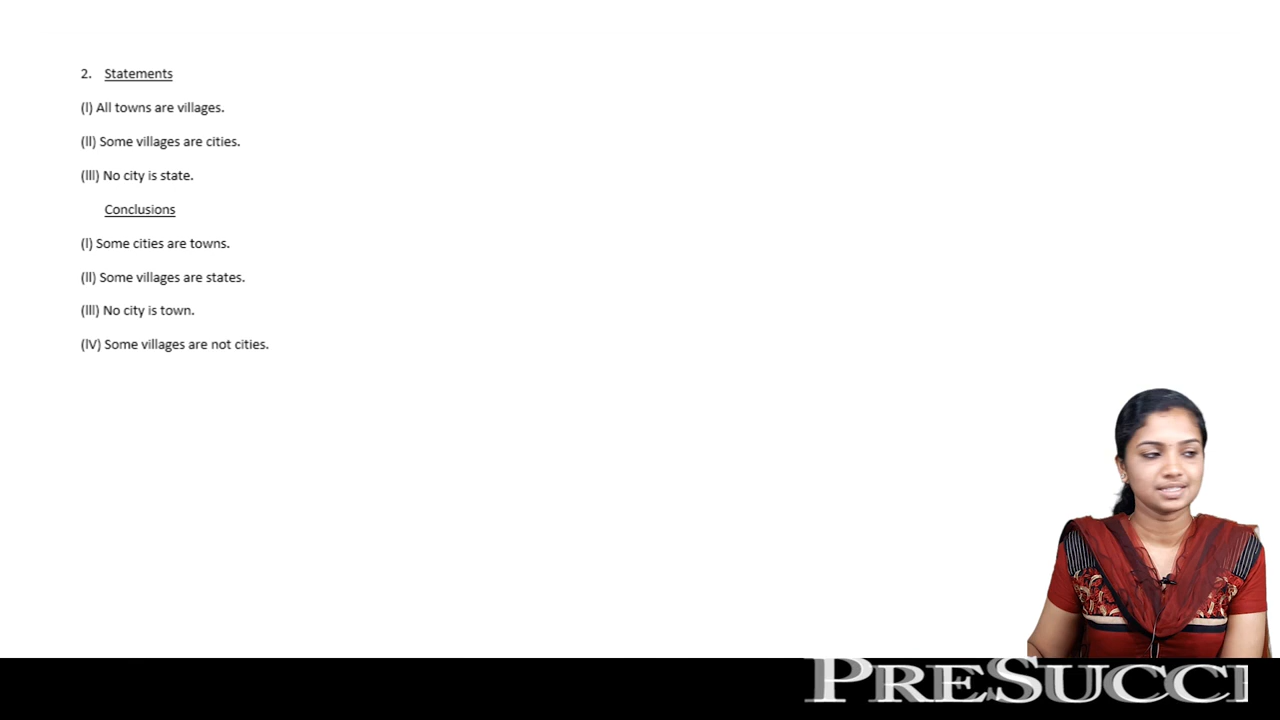 2. Statements
(I) All towns are villages.
(II) Some villages are cities.
(III) No city is state.
Conclusions
(I) Some cities are towns.
(II) Some villages are states.
(III) No city is town.
(IV) Some villages are not cities.
PRESUCCE